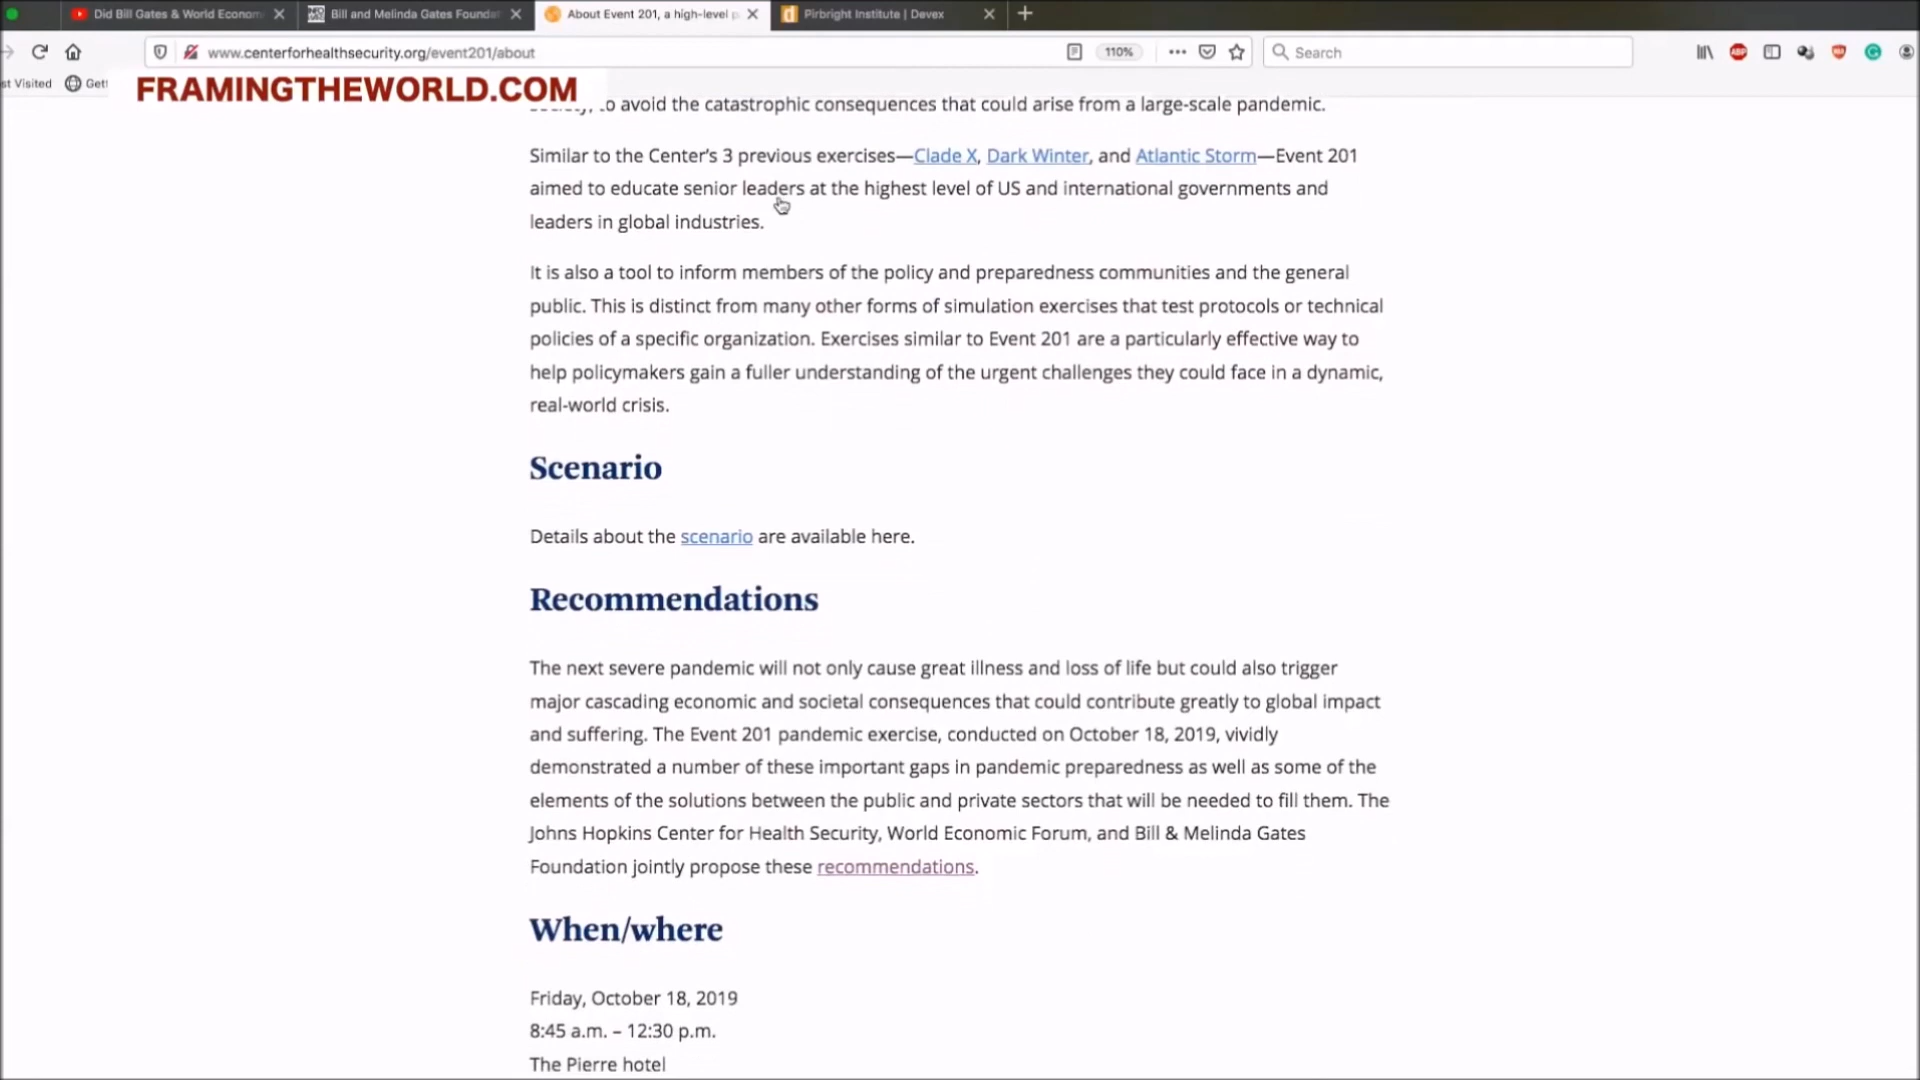 Did Bill Gates & World Econom
Bill and Melinda Gates Foundat
About Event 201, a high-level p
Pirbright Institute | Devex
www.centerforhealthsecurity.org/event201/about
110%
Search
st Visited
Gett
FRAMINGTHEWORLD.COM
society, to avoid the catastrophic consequences that could arise from a large-scale pandemic.
Similar to the Center's 3 previous exercises—Clade X, Dark Winter, and Atlantic Storm—Event 201
aimed to educate senior leaders at the highest level of US and international governments and
leaders in global industries.
It is also a tool to inform members of the policy and preparedness communities and the general
public. This is distinct from many other forms of simulation exercises that test protocols or technical
policies of a specific organization. Exercises similar to Event 201 are a particularly effective way to
help policymakers gain a fuller understanding of the urgent challenges they could face in a dynamic,
real-world crisis.
Scenario
Details about the scenario are available here.
Recommendations
The next severe pandemic will not only cause great illness and loss of life but could also trigger
major cascading economic and societal consequences that could contribute greatly to global impact
and suffering. The Event 201 pandemic exercise, conducted on October 18, 2019, vividly
demonstrated a number of these important gaps in pandemic preparedness as well as some of the
elements of the solutions between the public and private sectors that will be needed to fill them. The
Johns Hopkins Center for Health Security, World Economic Forum, and Bill & Melinda Gates
Foundation jointly propose these recommendations.
When/where
Friday, October 18, 2019
8:45 a.m. – 12:30 p.m.
The Pierre hotel